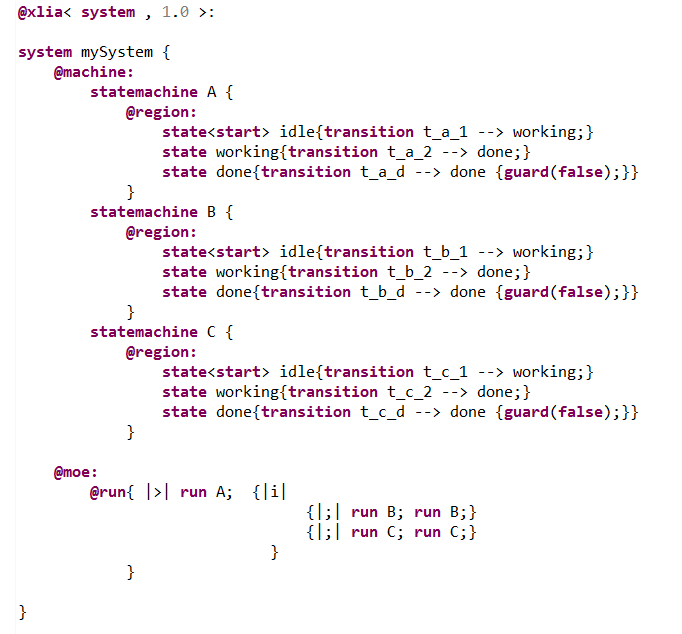 @xlia< system , 1.0 >:
system mySystem {
@machine:
statemachine A {
@region:
state<start> idle{transition t_a_1 --> working;}
state working{transition t_a_2 --> done;}
state done{transition t_a_d --> done {guard(false);}}
}
statemachine B {
@region:
state<start> idle{transition t_b_1 --> working;}
state working{transition t_b_2 --> done;}
state done{transition t_b_d --> done {guard(false);}}
}
statemachine C {
@region:
state<start> idle{transition t_c_1 --> working;}
state working{transition t_c_2 --> done;}
state done{transition t_c_d --> done {guard(false);}}
}
@moe:
@run{ |>| run A;  {|i|
{|;| run B; run B;}
{|;| run C; run C;}
}
}
}